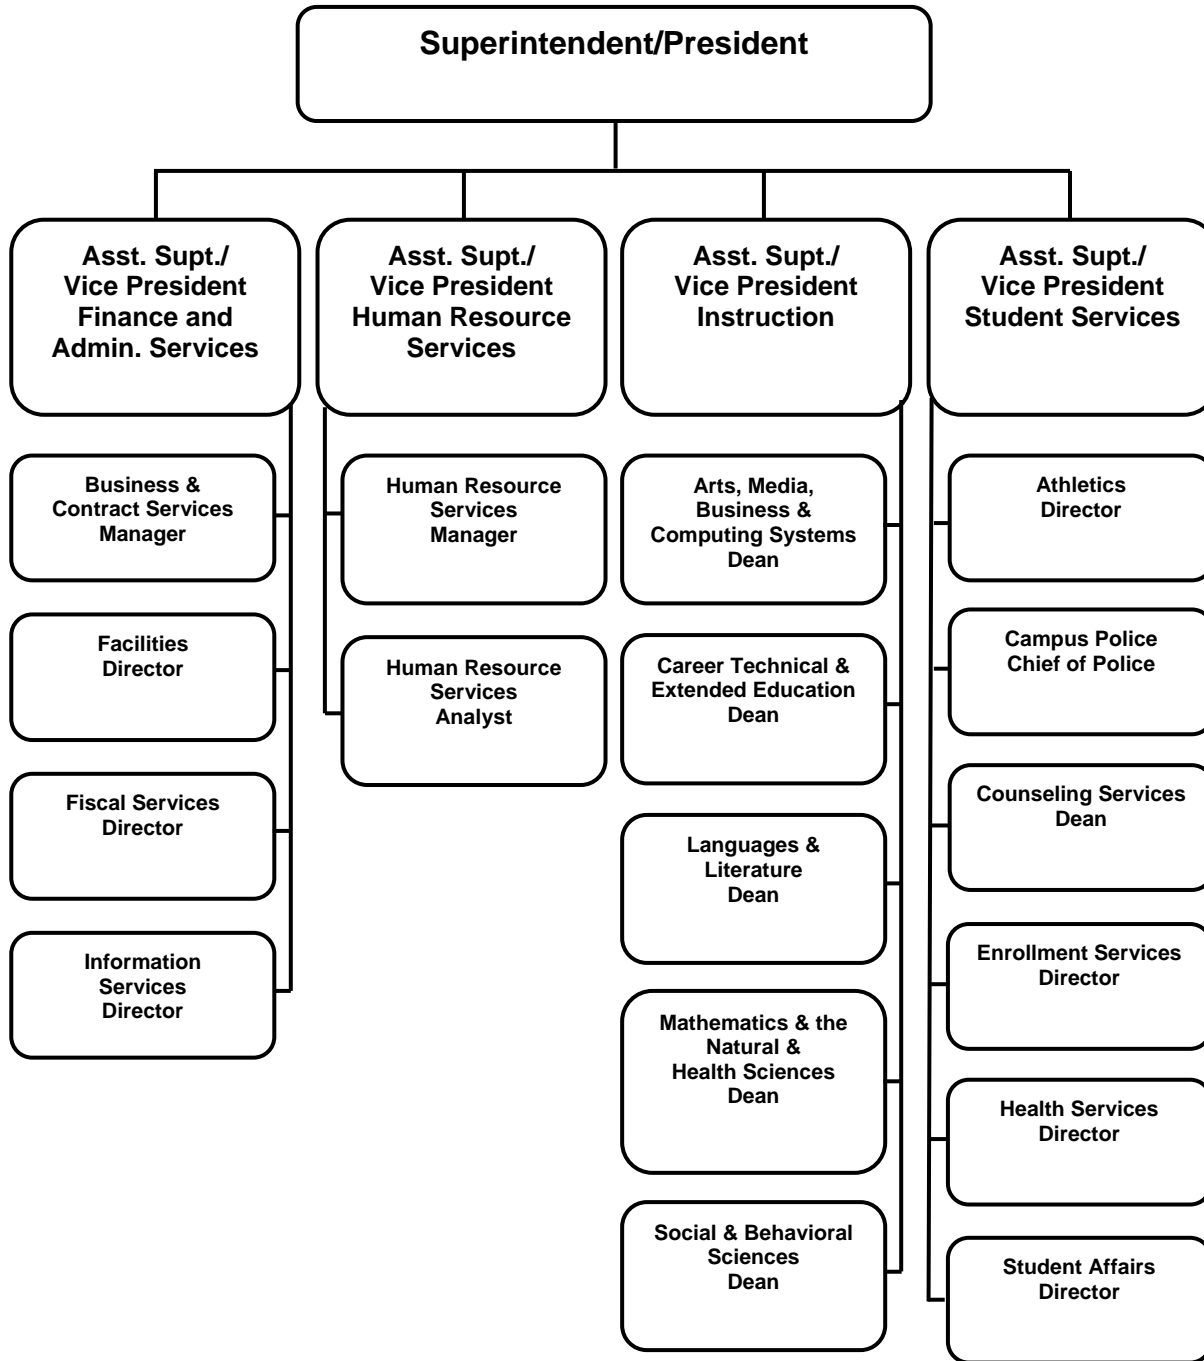 Superintendent/President
Asst. Supt./
Vice President
Finance and
Admin. Services
Asst. Supt./
Vice President
Human Resource
Services
Asst. Supt./
Vice President
Instruction
Asst. Supt./
Vice President
Student Services
Business &
Contract Services
Manager
Facilities
Director
Fiscal Services
Director
Information
Services
Director
Human Resource
Services
Manager
Human Resource
Services
Analyst
Arts, Media,
Business &
Computing Systems
Dean
Career Technical &
Extended Education
Dean
Languages &
Literature
Dean
Mathematics & the
Natural &
Health Sciences
Dean
Social & Behavioral
Sciences
Dean
Athletics
Director
Campus Police
Chief of Police
Counseling Services
Dean
Enrollment Services
Director
Health Services
Director
Student Affairs
Director